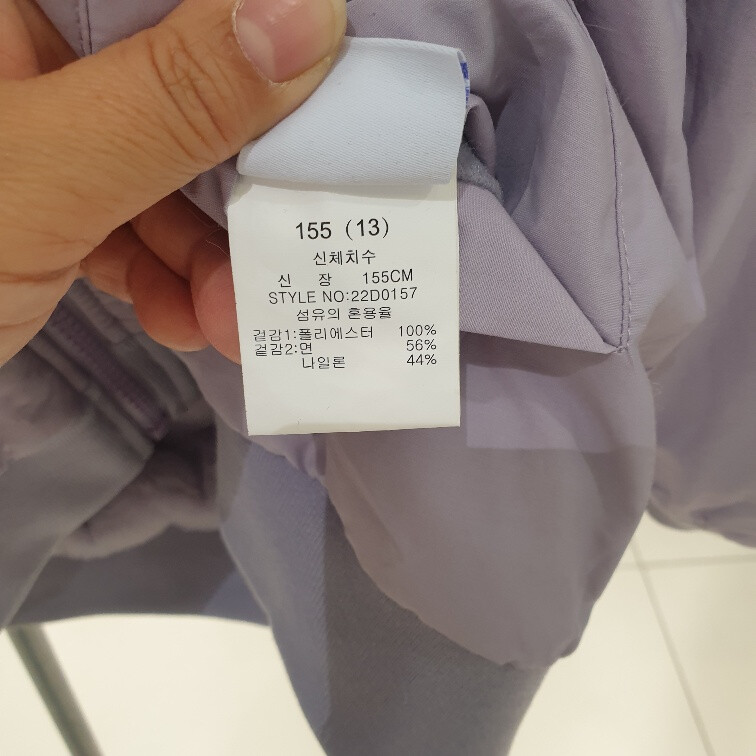 155 (13)
신체치수
신 장 155CM
STYLE NO:22D0157
섬유의 혼용율
겉감1:폴리에스터 100%
겉감2:면 56%
나일론 44%